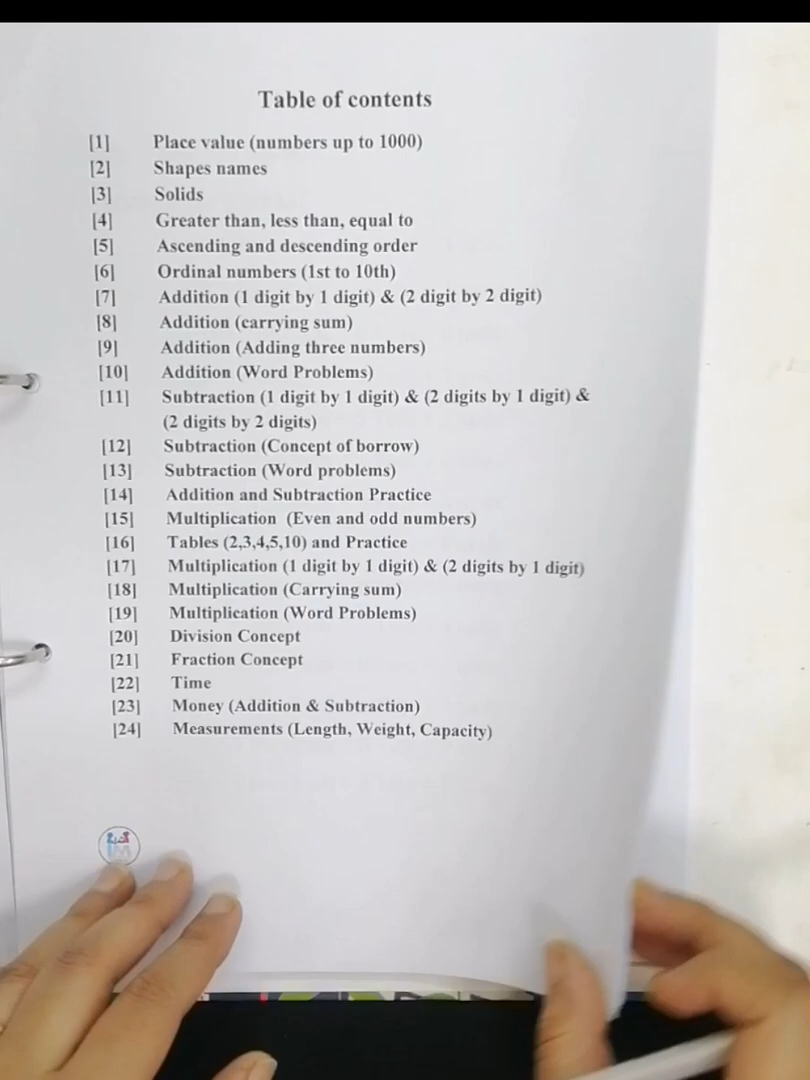 Table of contents
[1] Place value (numbers up to 1000)
[2] Shapes names
[3] Solids
[4] Greater than, less than, equal to
[5] Ascending and descending order
[6] Ordinal numbers (1st to 10th)
[7] Addition (1 digit by 1 digit) & (2 digit by 2 digit)
[8] Addition (carrying sum)
[9] Addition (Adding three numbers)
[10] Addition (Word Problems)
[11] Subtraction (1 digit by 1 digit) & (2 digits by 1 digit) &
(2 digits by 2 digits)
[12] Subtraction (Concept of borrow)
[13] Subtraction (Word problems)
[14] Addition and Subtraction Practice
[15] Multiplication (Even and odd numbers)
[16] Tables (2,3,4,5,10) and Practice
[17] Multiplication (1 digit by 1 digit) & (2 digits by 1 digit)
[18] Multiplication (Carrying sum)
[19] Multiplication (Word Problems)
[20] Division Concept
[21] Fraction Concept
[22] Time
[23] Money (Addition & Subtraction)
[24] Measurements (Length, Weight, Capacity)